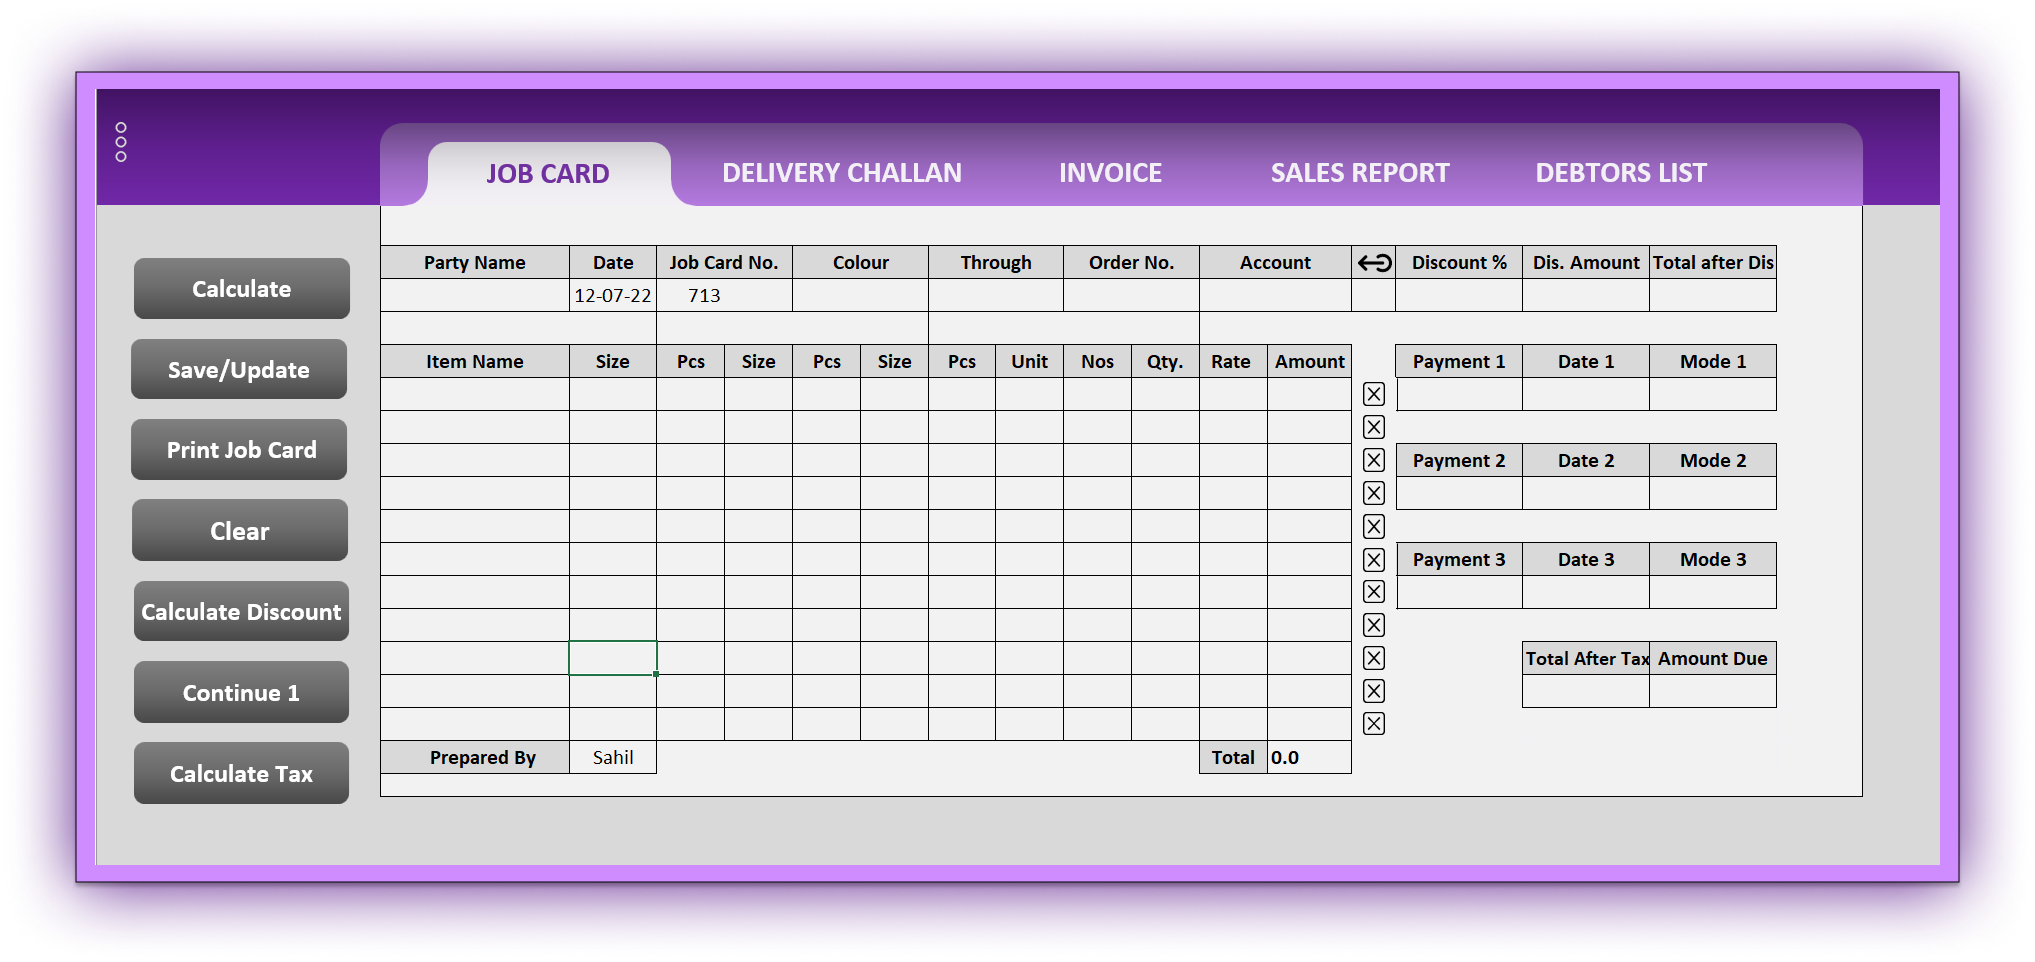 JOB CARD DELIVERY CHALLAN INVOICE SALES REPORT DEBTORS LIST
Calculate
Save/Update
Print Job Card
Clear
Calculate Discount
Continue 1
Calculate Tax
Party Name Date Job Card No. Colour Through Order No. Account Discount % Dis. Amount Total after Dis
12-07-22 713
Item Name Size Pcs Size Pcs Size Pcs Unit Nos Qty. Rate Amount Payment 1 Date 1 Mode 1
Payment 2 Date 2 Mode 2
Payment 3 Date 3 Mode 3
Total After Tax Amount Due
Prepared By Sahil Total 0.0